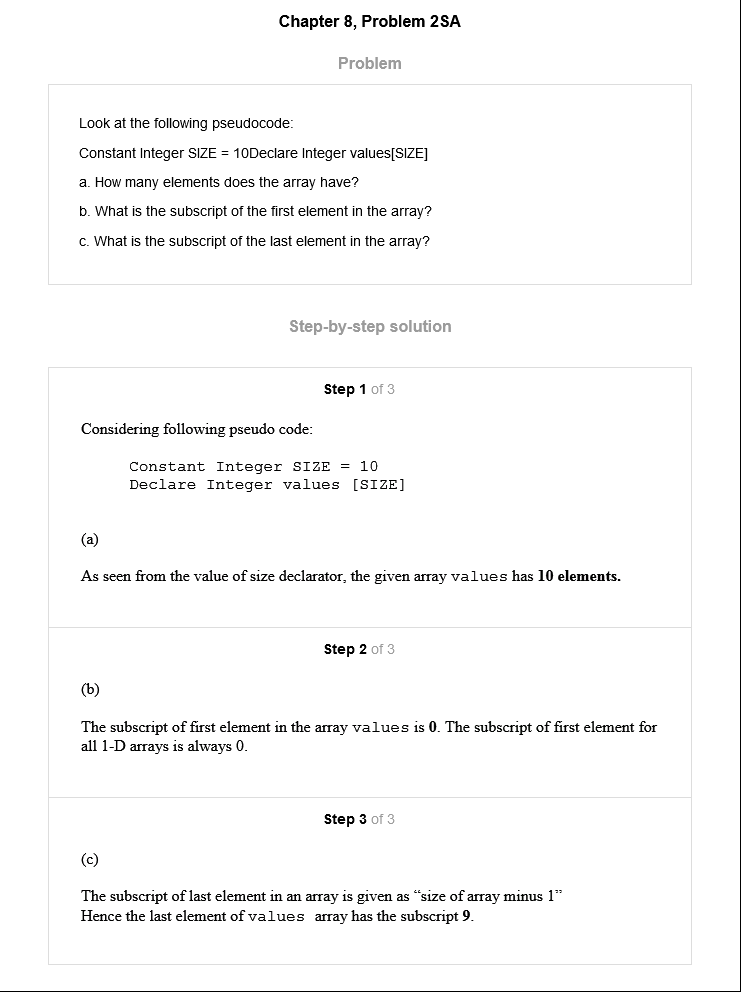 Chapter 8, Problem 2SA
Problem
Look at the following pseudocode:
Constant Integer SIZE = 10Declare Integer values[SIZE]
a. How many elements does the array have?
b. What is the subscript of the first element in the array?
c. What is the subscript of the last element in the array?
Step-by-step solution
Step 1 of 3
Considering following pseudo code:
Constant Integer SIZE = 10
Declare Integer values [SIZE]
(a)
As seen from the value of size declarator, the given array values has 10 elements.
Step 2 of 3
(b)
The subscript of first element in the array values is 0. The subscript of first element for
all 1-D arrays is always 0.
Step 3 of 3
(c)
The subscript of last element in an array is given as “size of array minus 1”
Hence the last element of values array has the subscript 9.